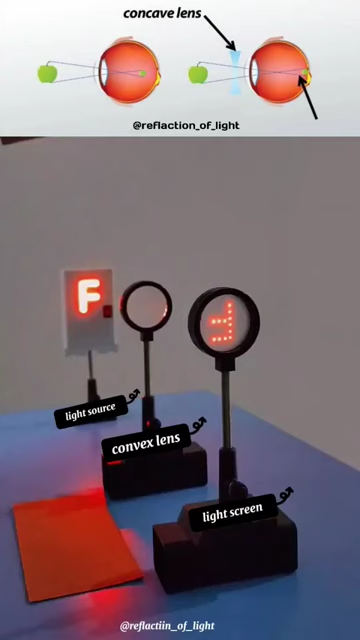 concave lens
@reflaction_of_light
F
F
light source
convex lens
light screen
@reflactiin_of_light